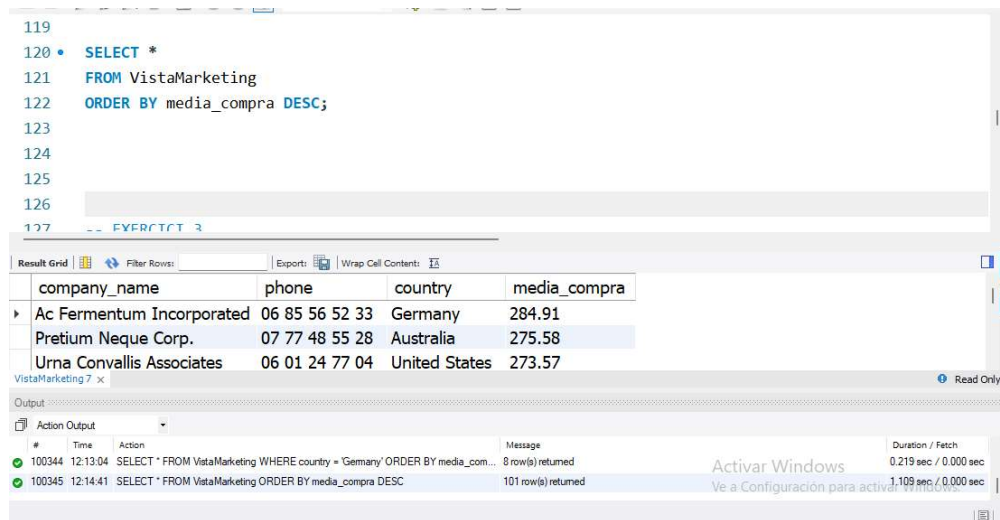 119
120 SELECT *
121 FROM VistaMarketing
122 ORDER BY media_compra DESC;
123
124
125
126
127 -- EXERCICI 3
Result Grid Filter Rows: Export: Wrap Cell Content:
company_name phone country media_compra
Ac Fermentum Incorporated 06 85 56 52 33 Germany 284.91
Pretium Neque Corp. 07 77 48 55 28 Australia 275.58
Urna Convallis Associates 06 01 24 77 04 United States 273.57
VistaMarketing 7 Read Only
Output
Action Output
# Time Action Message Duration / Fetch
100344 12:13:04 SELECT * FROM VistaMarketing WHERE country = 'Germany' ORDER BY media_com... 8 row(s) returned 0.219 sec / 0.000 sec
100345 12:14:41 SELECT * FROM VistaMarketing ORDER BY media_compra DESC 101 row(s) returned 1.109 sec / 0.000 sec
Activar Windows
Ve a Configuración para activar Windows.